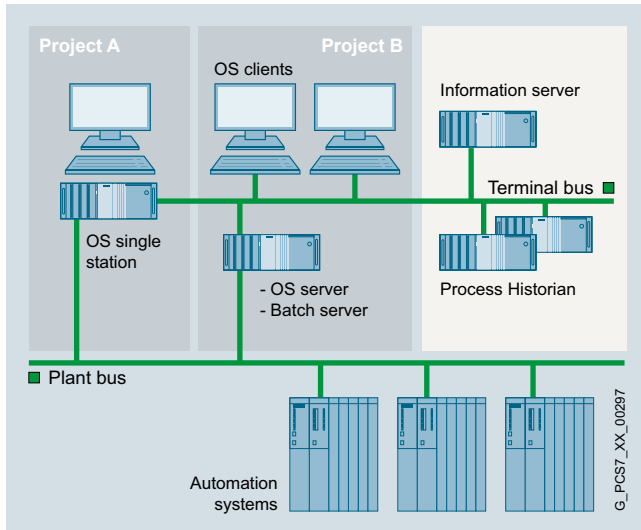 Project A
Project B
OS clients
Information server
Terminal bus
OS single
station
- OS server
- Batch server
Process Historian
Plant bus
Automation
systems
G_PCS7_XX_00297